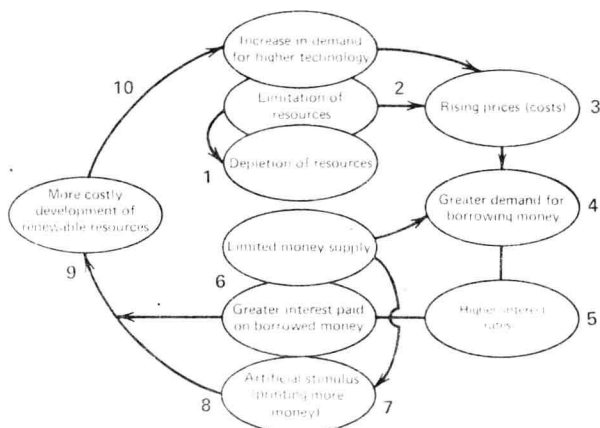 Increase in demand
for higher technology
10
2
Limitation of
resources
Rising prices (costs)
3
1
Depletion of resources
More costly
development of
renewable resources
Greater demand for
borrowing money
4
Limited money supply
9
6
Greater interest paid
on borrowed money
Higher interest
rates
5
Artificial stimulus
(printing more
money)
8
7